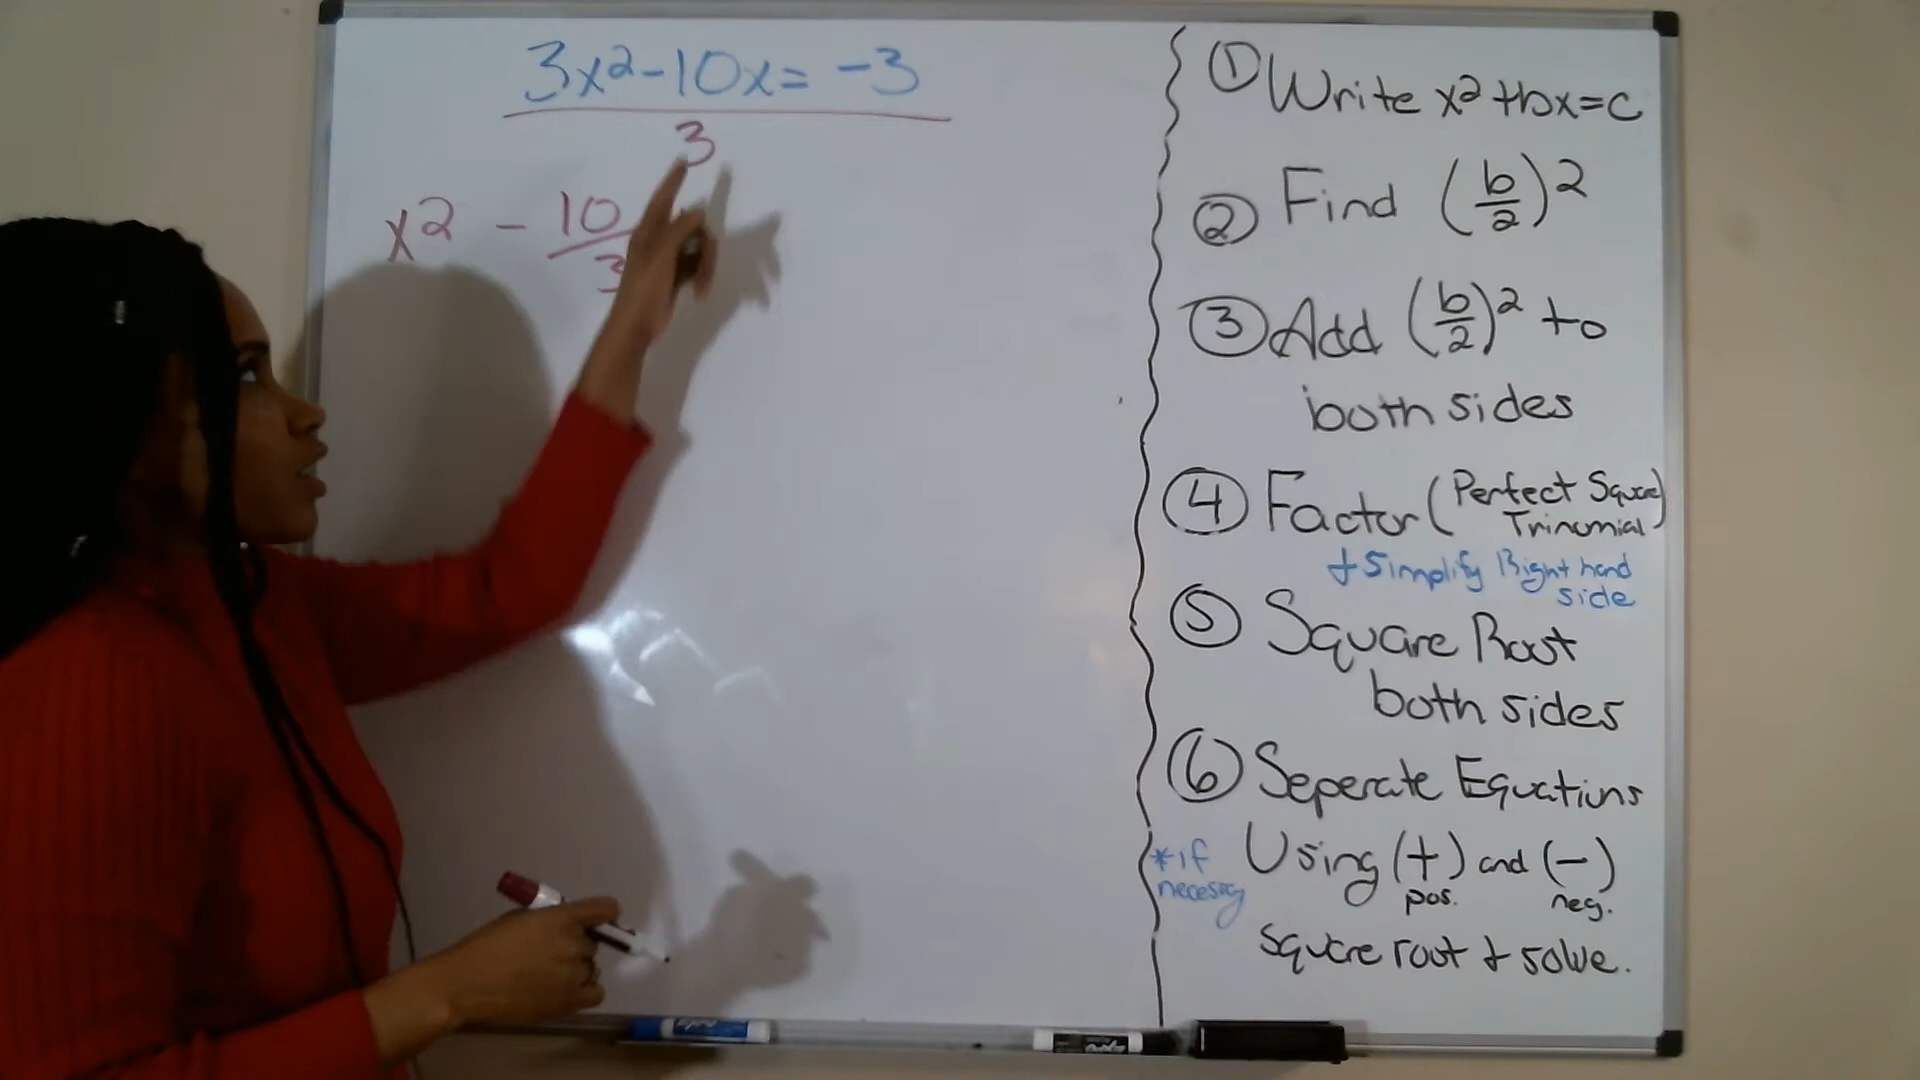 3x²-10x=-3
3
x² - 10
3
① Write x²+bx=c
② Find (b/2)²
③ Add (b/2)² to
both sides
④ Factor (Perfect Square
Trinomial)
+ Simplify Right hand
side
⑤ Square Root
both sides
⑥ Seperate Equations
*if
necessary
Using (+) and (-)
pos. neg.
square root + solve.
expo
expo